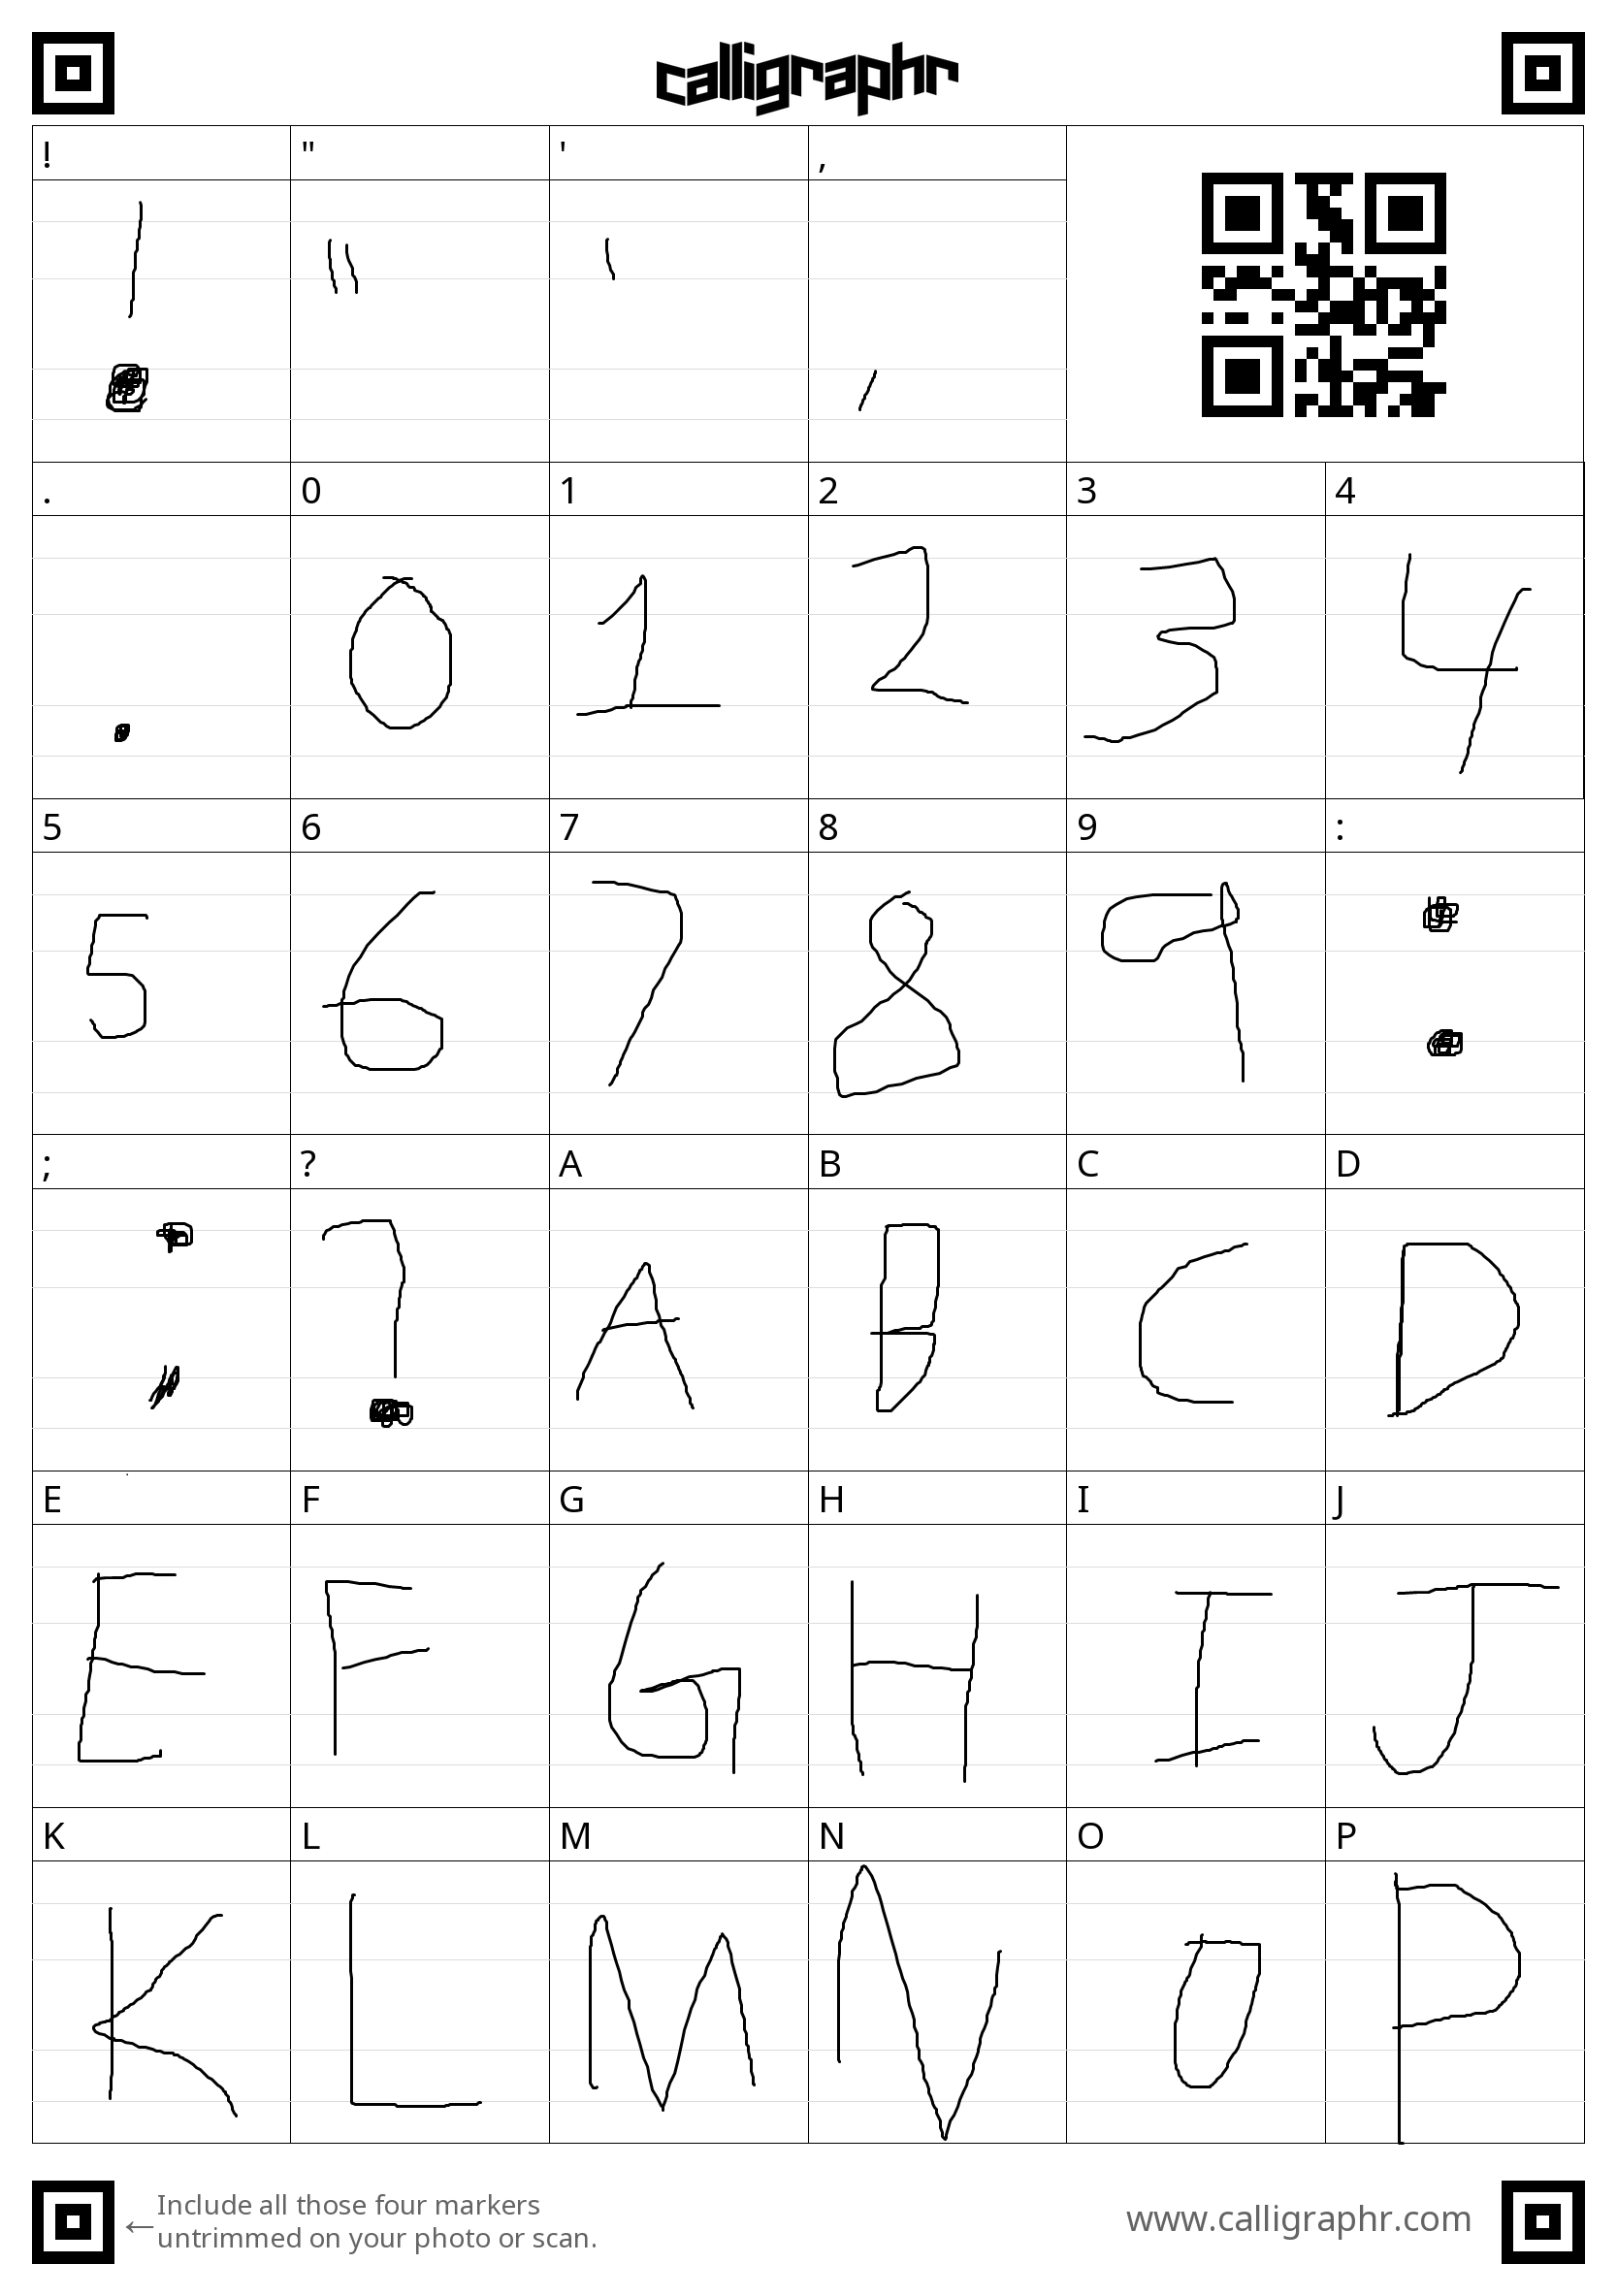 calligraphr
! " ' ,
! " ' ,
. 0 1 2 3 4
. 0 1 2 3 4
5 6 7 8 9 :
5 6 7 8 9 :
; ? A B C D
; ? A B C D
E F G H I J
E F G H I J
K L M N O P
K L M N O P
←Include all those four markers
untrimmed on your photo or scan.
www.calligraphr.com